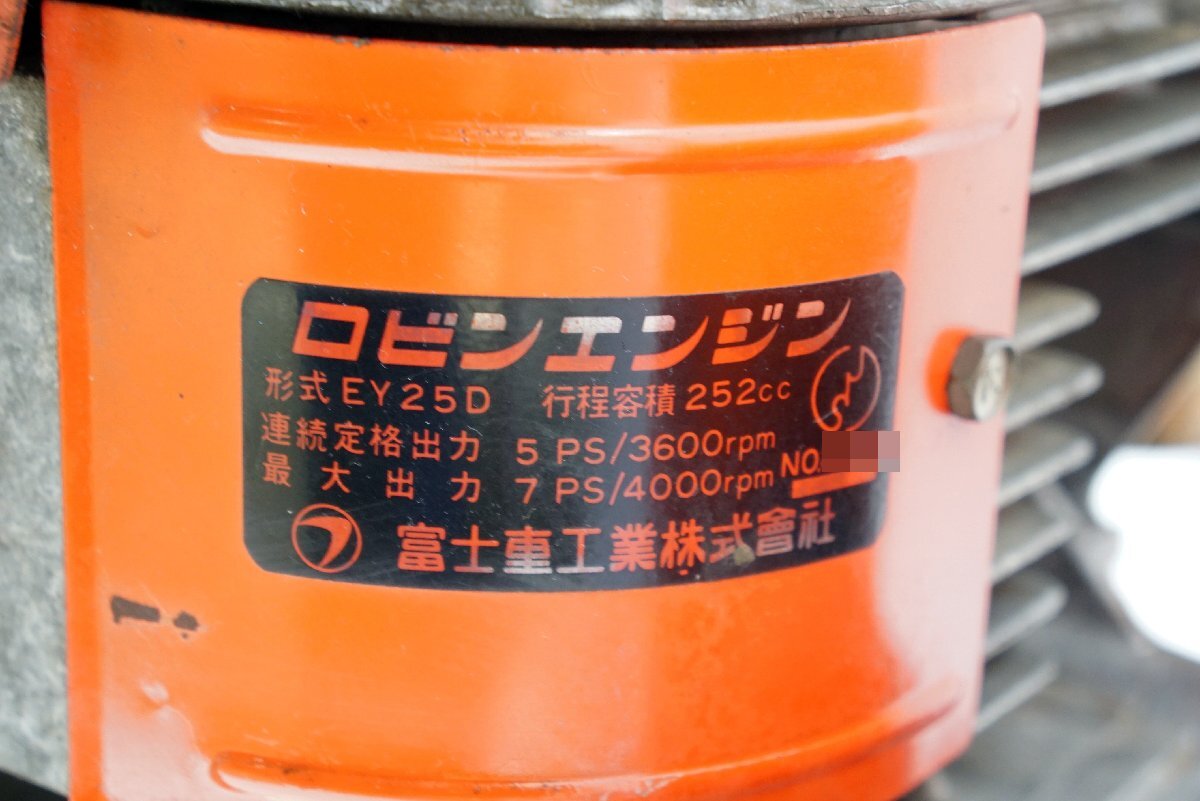 ロビンエンジン
形式 EY25D 行程容積 252cc
連続定格出力 5 PS/3600rpm
最大出力 7 PS/4000rpm NO.
富士重工業株式會社